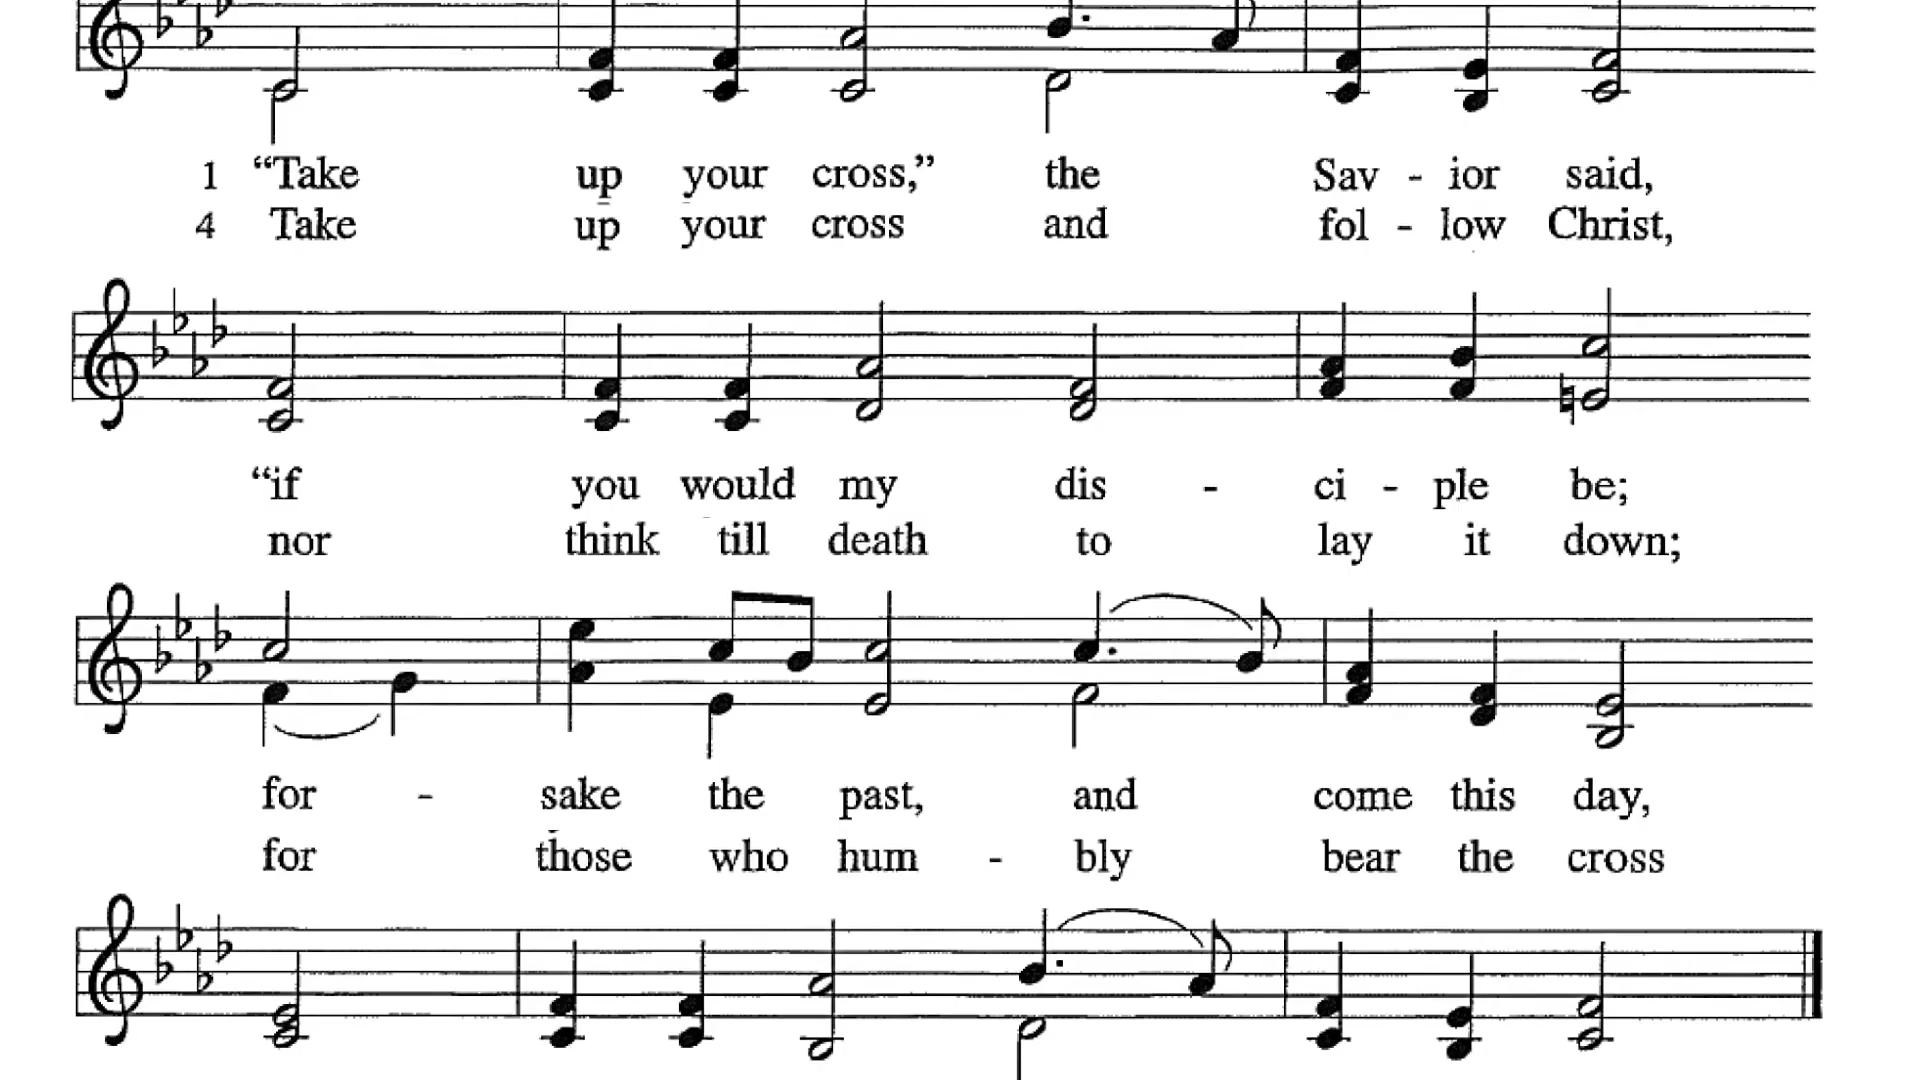 1 “Take up your cross,” the Sav - ior said,
4 Take up your cross and fol - low Christ,
“if you would my dis - ci - ple be;
nor think till death to lay it down;
for - sake the past, and come this day,
for those who hum - bly bear the cross